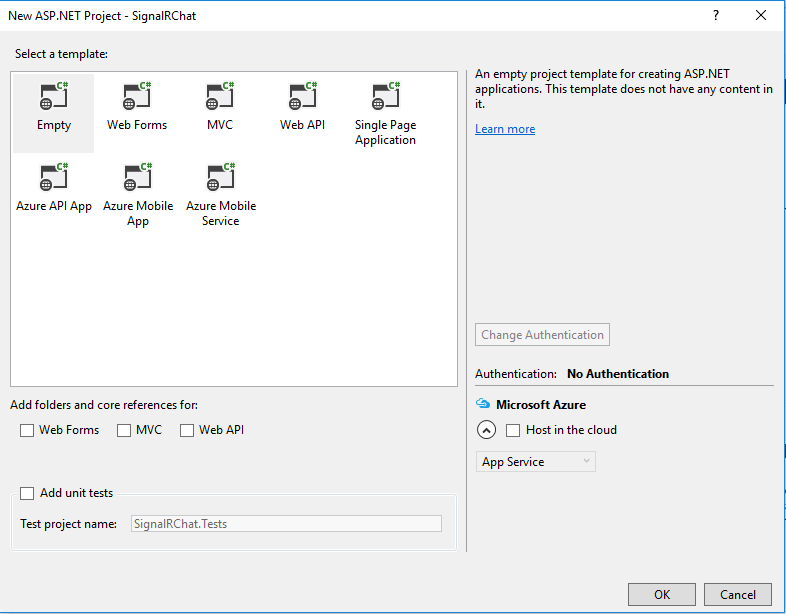 New ASP.NET Project - SignalRChat
?
Select a template:
C# C# C# C# C#
Empty Web Forms MVC Web API Single Page
Application
C# C# C#
Azure API App Azure Mobile Azure Mobile
App Service
An empty project template for creating ASP.NET
applications. This template does not have any content in
it.
Learn more
Change Authentication
Authentication: No Authentication
Microsoft Azure
Host in the cloud
App Service
Add folders and core references for:
Web Forms MVC Web API
Add unit tests
Test project name: SignalRChat.Tests
OK Cancel